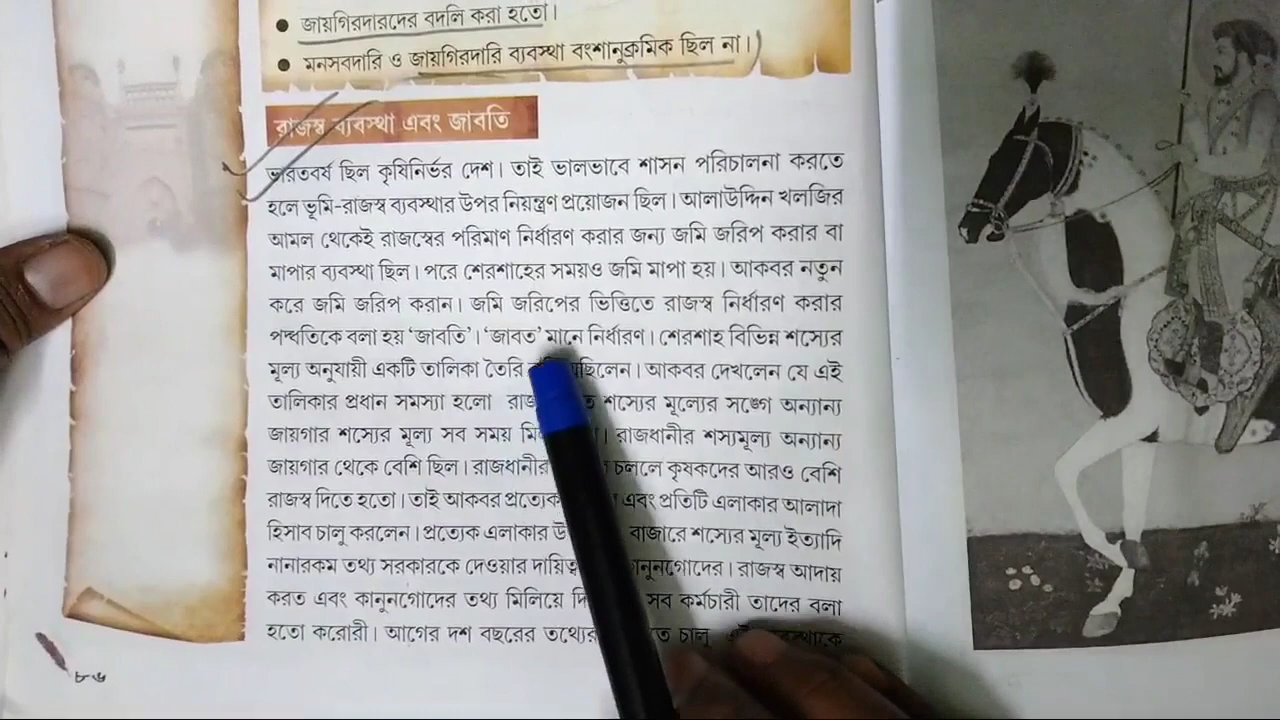 জায়গিরদারদের বদলি করা হতো।
মনসবদারি ও জায়গিরদারি ব্যবস্থা বংশানুক্রমিক ছিল না।
রাজস্ব ব্যবস্থা এবং জাবতি
ভারতবর্ষ ছিল কৃষিনির্ভর দেশ। তাই ভালভাবে শাসন পরিচালনা করতে
হলে ভূমি-রাজস্ব ব্যবস্থার উপর নিয়ন্ত্রণ প্রয়োজন ছিল। আলাউদ্দিন খলজির
আমল থেকেই রাজস্বের পরিমাণ নির্ধারণ করার জন্য জমি জরিপ করার বা
মাপার ব্যবস্থা ছিল। পরে শেরশাহের সময়ও জমি মাপা হয়। আকবর নতুন
করে জমি জরিপ করান। জমি জরিপের ভিত্তিতে রাজস্ব নির্ধারণ করার
পদ্ধতিকে বলা হয় ‘জাবতি’। ‘জাবত’ মানে নির্ধারণ। শেরশাহ বিভিন্ন শস্যের
মূল্য অনুযায়ী একটি তালিকা তৈরি আকবর দেখলেন যে এই
তালিকার প্রধান সমস্যা হলো শস্যের মূল্যের সঙ্গে অন্যান্য
জায়গার শস্যের মূল্য সব সময় রাজধানীর শস্যমূল্য অন্যান্য
জায়গার থেকে বেশি ছিল। রাজধানীর চললে কৃষকদের আরও বেশি
রাজস্ব দিতে হতো। তাই আকবর প্রত্যেক এবং প্রতিটি এলাকার আলাদা
হিসাব চালু করলেন। প্রত্যেক এলাকার বাজারে শস্যের মূল্য ইত্যাদি
নানারকম তথ্য সরকারকে দেওয়ার দায়িত্ব কানুনগোদের। রাজস্ব আদায়
করত এবং কানুনগোদের তথ্য মিলিয়ে সব কর্মচারী তাদের বলা
হতো করোরী। আগের দশ বছরের তথ্যের চালু
৮৬